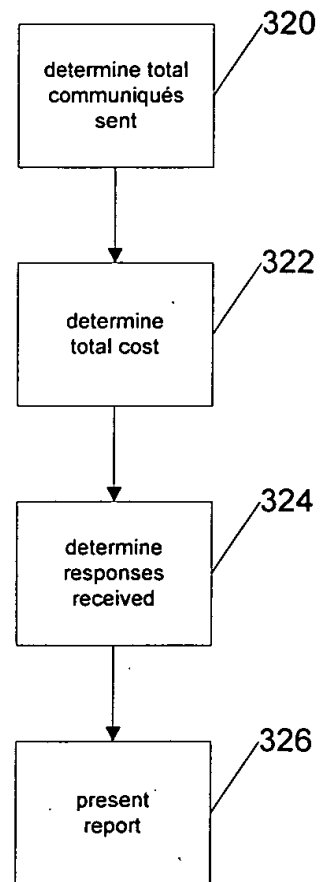 320
determine total
communiqués
sent
322
determine
total cost
324
determine
responses
received
326
present
report